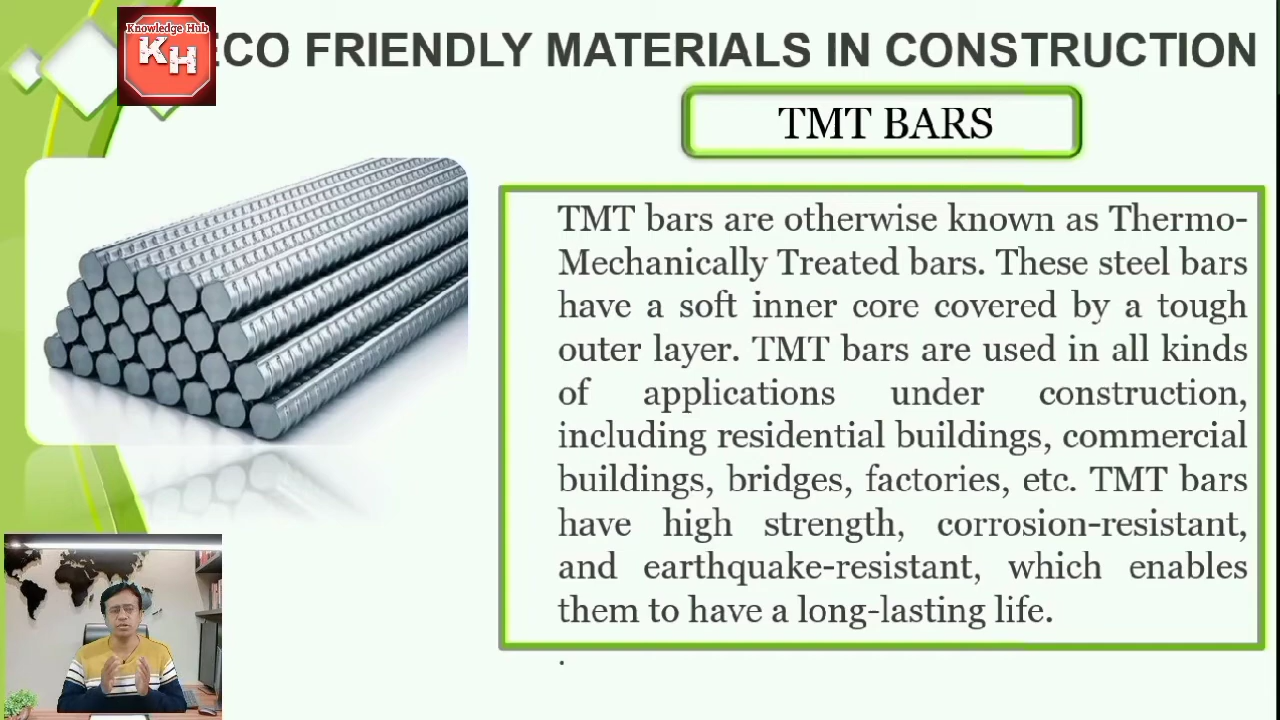 Knowledge Hub
KH
ECO FRIENDLY MATERIALS IN CONSTRUCTION
TMT BARS
TMT bars are otherwise known as Thermo-
Mechanically Treated bars. These steel bars
have a soft inner core covered by a tough
outer layer. TMT bars are used in all kinds
of applications under construction,
including residential buildings, commercial
buildings, bridges, factories, etc. TMT bars
have high strength, corrosion-resistant,
and earthquake-resistant, which enables
them to have a long-lasting life.
.